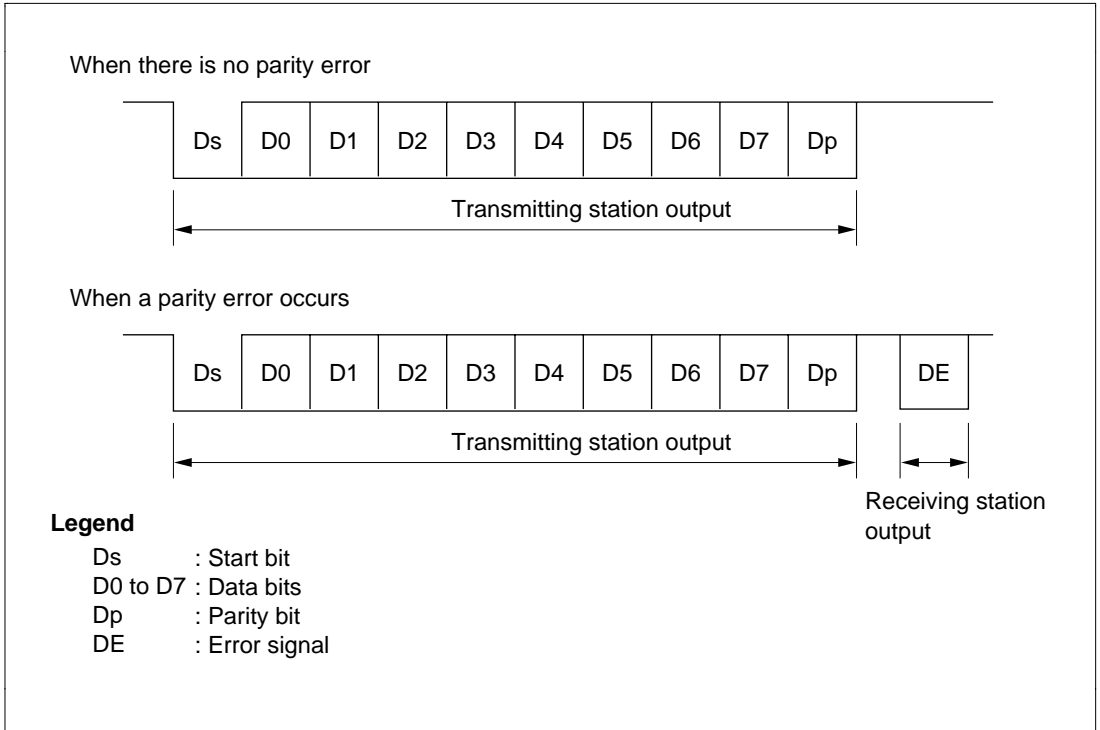 When there is no parity error
Ds D0 D1 D2 D3 D4 D5 D6 D7 Dp
Transmitting station output
When a parity error occurs
Ds D0 D1 D2 D3 D4 D5 D6 D7 Dp DE
Transmitting station output
Receiving station
output
Legend
Ds : Start bit
D0 to D7 : Data bits
Dp : Parity bit
DE : Error signal